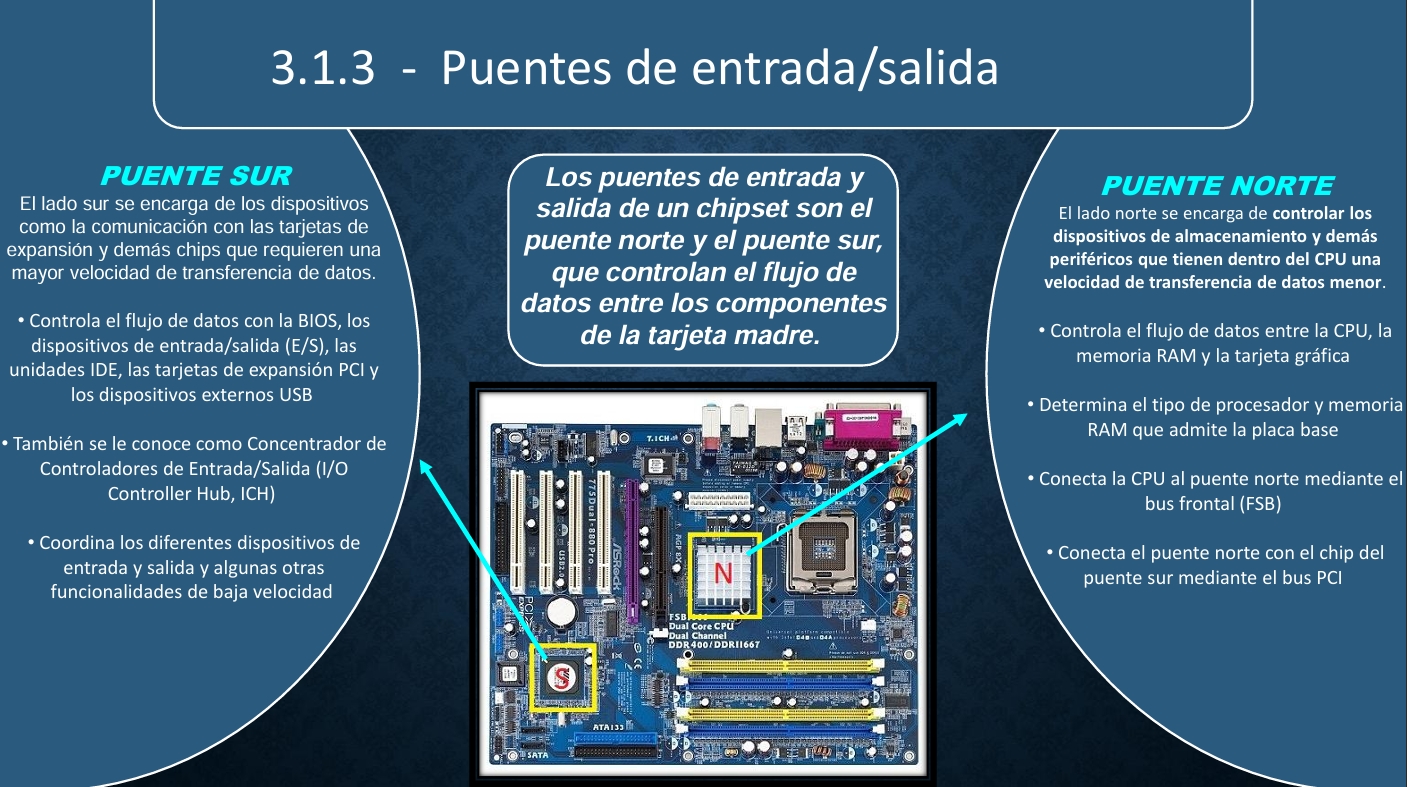 3.1.3  -  Puentes de entrada/salida
PUENTE SUR
El lado sur se encarga de los dispositivos
como la comunicación con las tarjetas de
expansión y demás chips que requieren una
mayor velocidad de transferencia de datos.
• Controla el flujo de datos con la BIOS, los
dispositivos de entrada/salida (E/S), las
unidades IDE, las tarjetas de expansión PCI y
los dispositivos externos USB
• También se le conoce como Concentrador de
Controladores de Entrada/Salida (I/O
Controller Hub, ICH)
• Coordina los diferentes dispositivos de
entrada y salida y algunas otras
funcionalidades de baja velocidad
Los puentes de entrada y
salida de un chipset son el
puente norte y el puente sur,
que controlan el flujo de
datos entre los componentes
de la tarjeta madre.
7.1CH
775Dual-880Pro
USB2.0
ASRock
AGP 8X
PCI
N
S
Dual Core CPU
Dual Channel
DDR400/DDRII667
ATA133
SATA
PUENTE NORTE
El lado norte se encarga de controlar los
dispositivos de almacenamiento y demás
periféricos que tienen dentro del CPU una
velocidad de transferencia de datos menor.
• Controla el flujo de datos entre la CPU, la
memoria RAM y la tarjeta gráfica
• Determina el tipo de procesador y memoria
RAM que admite la placa base
• Conecta la CPU al puente norte mediante el
bus frontal (FSB)
• Conecta el puente norte con el chip del
puente sur mediante el bus PCI